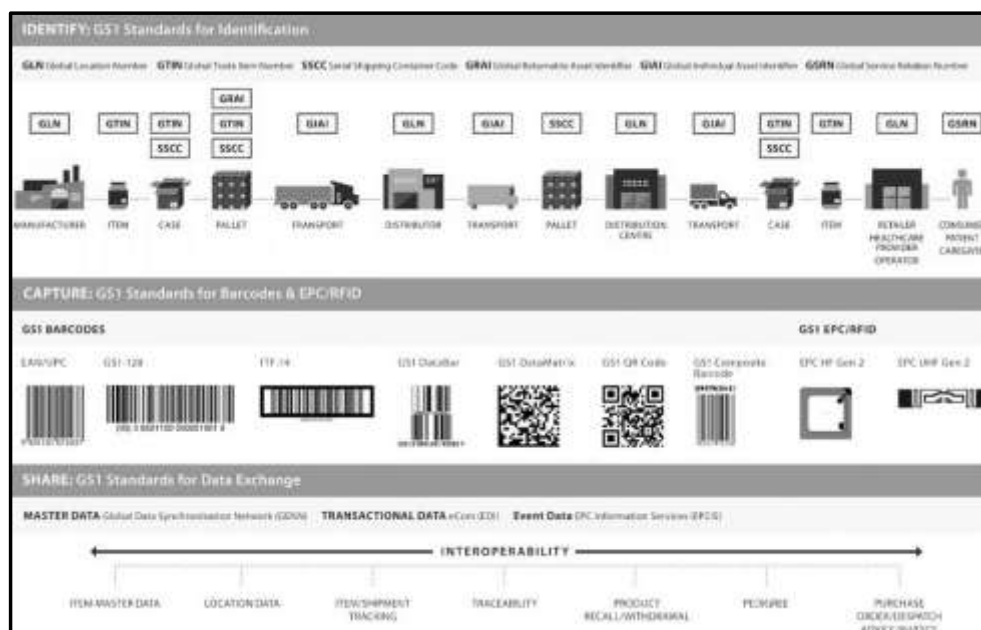 IDENTIFY: GS1 Standards for Identification
GLN Global Location Number GTIN Global Trade Item Number SSCC Serial Shipping Container Code GRAI Global Returnable Asset Identifier GIAI Global Individual Asset Identifier GSRN Global Service Relation Number
GRAI
GLN GTIN GTIN GTIN GIAI GLN GIAI SSCC GLN GIAI GTIN GTIN GLN GSRN
SSCC SSCC SSCC
MANUFACTURER ITEM CASE PALLET TRANSPORT DISTRIBUTOR TRANSPORT PALLET DISTRIBUTION TRANSPORT CASE ITEM RETAILER CONSUME
CENTRE HEALTHCARE PATIENT
PROVIDER CAREGIVE
OPERATOR
CAPTURE: GS1 Standards for Barcodes & EPC/RFID
GS1 BARCODES GS1 EPC/RFID
EAN/UPC GS1-128 ITF-14 GS1 DataBar GS1 DataMatrix GS1 QR Code GS1 Composite EPC HF Gen 2 EPC UHF Gen 2
Barcode
SHARE: GS1 Standards for Data Exchange
MASTER DATA Global Data Synchronisation Network (GDSN) TRANSACTIONAL DATA eCom (EDI) Event Data EPC Information Services (EPCIS)
INTEROPERABILITY
ITEM MASTER DATA LOCATION DATA ITEM/SHIPMENT TRACEABILITY PRODUCT PEDIGREE PURCHASE
TRACKING RECALL/WITHDRAWAL ORDER/DESPATCH